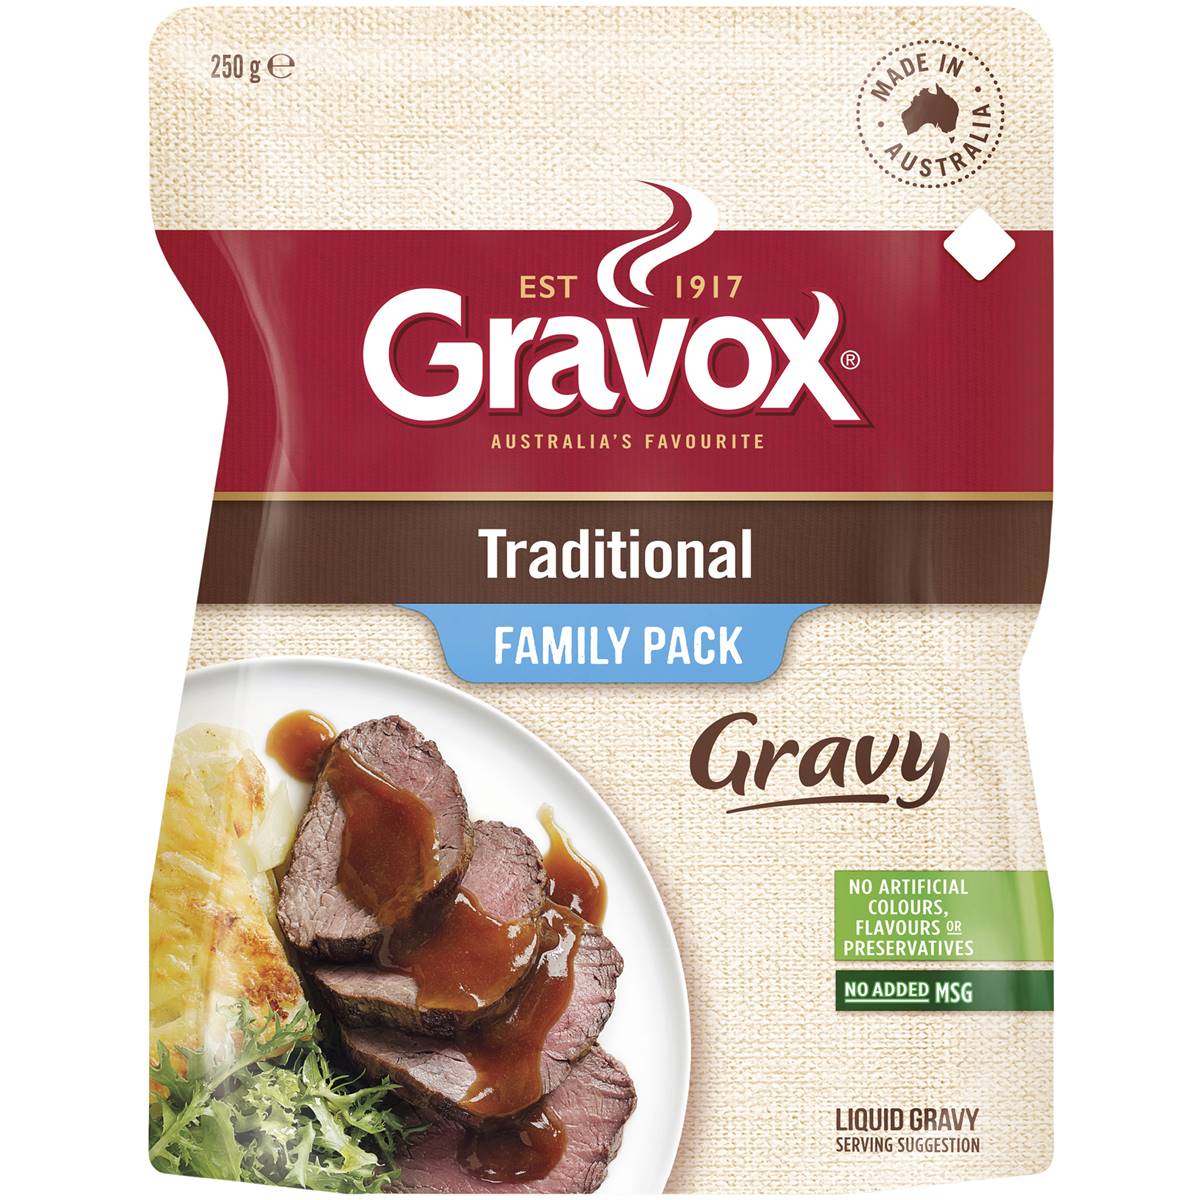 250 g ℮
MADE IN
AUSTRALIA
EST 1917
Gravox®
AUSTRALIA'S FAVOURITE
Traditional
FAMILY PACK
Gravy
NO ARTIFICIAL
COLOURS,
FLAVOURS OR
PRESERVATIVES
NO ADDED MSG
LIQUID GRAVY
SERVING SUGGESTION